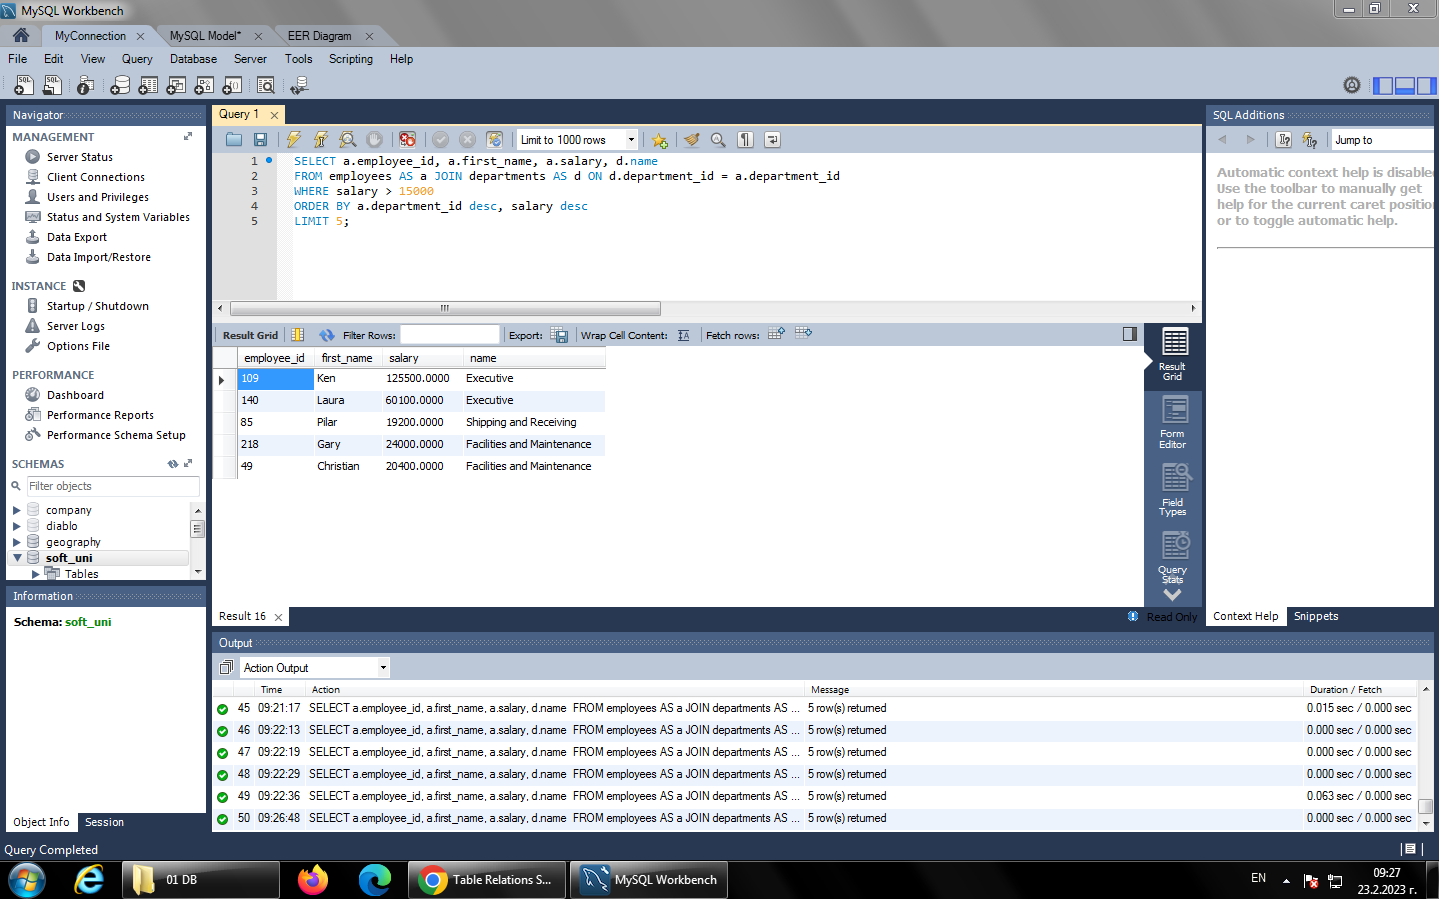 MySQL Workbench
MyConnection
MySQL Model*
EER Diagram
File Edit View Query Database Server Tools Scripting Help
Navigator
MANAGEMENT
Server Status
Client Connections
Users and Privileges
Status and System Variables
Data Export
Data Import/Restore
INSTANCE
Startup / Shutdown
Server Logs
Options File
PERFORMANCE
Dashboard
Performance Reports
Performance Schema Setup
SCHEMAS
Filter objects
company
diablo
geography
soft_uni
Tables
Information
Schema: soft_uni
Object Info Session
Query 1
Limit to 1000 rows
1 SELECT a.employee_id, a.first_name, a.salary, d.name
2 FROM employees AS a JOIN departments AS d ON d.department_id = a.department_id
3 WHERE salary > 15000
4 ORDER BY a.department_id desc, salary desc
5 LIMIT 5;
Result Grid Filter Rows: Export: Wrap Cell Content: Fetch rows:
employee_id first_name salary name
109 Ken 125500.0000 Executive
140 Laura 60100.0000 Executive
85 Pilar 19200.0000 Shipping and Receiving
218 Gary 24000.0000 Facilities and Maintenance
49 Christian 20400.0000 Facilities and Maintenance
Result
Grid
Form
Editor
Field
Types
Query
Stats
Result 16
Read Only
SQL Additions
Jump to
Automatic context help is disable
Use the toolbar to manually get
help for the current caret position
or to toggle automatic help.
Context Help Snippets
Output
Action Output
Time Action Message Duration / Fetch
45 09:21:17 SELECT a.employee_id, a.first_name, a.salary, d.name FROM employees AS a JOIN departments AS ... 5 row(s) returned 0.015 sec / 0.000 sec
46 09:22:13 SELECT a.employee_id, a.first_name, a.salary, d.name FROM employees AS a JOIN departments AS ... 5 row(s) returned 0.000 sec / 0.000 sec
47 09:22:19 SELECT a.employee_id, a.first_name, a.salary, d.name FROM employees AS a JOIN departments AS ... 5 row(s) returned 0.000 sec / 0.000 sec
48 09:22:29 SELECT a.employee_id, a.first_name, a.salary, d.name FROM employees AS a JOIN departments AS ... 5 row(s) returned 0.000 sec / 0.000 sec
49 09:22:36 SELECT a.employee_id, a.first_name, a.salary, d.name FROM employees AS a JOIN departments AS ... 5 row(s) returned 0.063 sec / 0.000 sec
50 09:26:48 SELECT a.employee_id, a.first_name, a.salary, d.name FROM employees AS a JOIN departments AS ... 5 row(s) returned 0.000 sec / 0.000 sec
Query Completed
01 DB
Table Relations S...
MySQL Workbench
EN
09:27
23.2.2023 г.